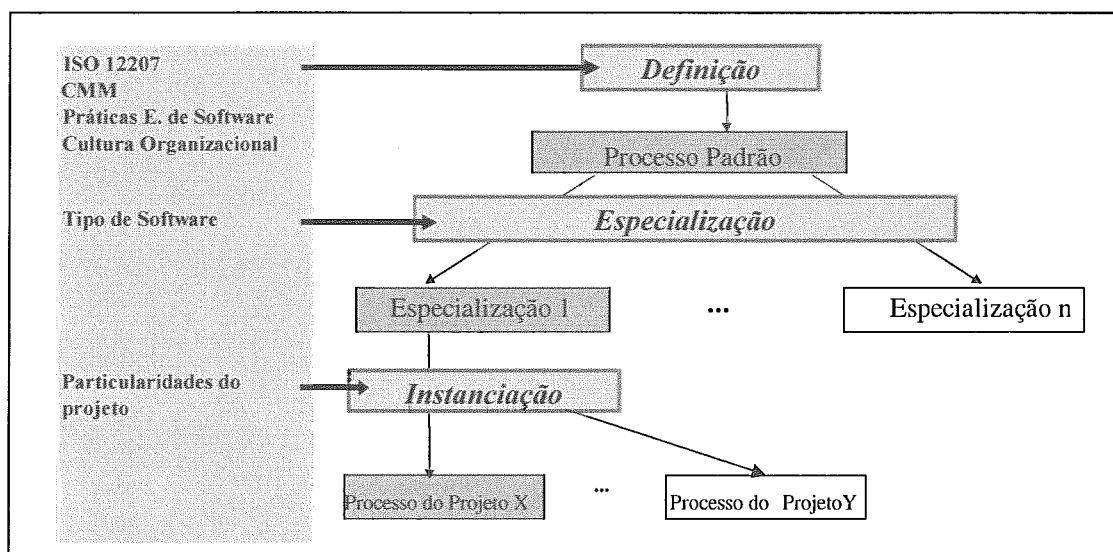 ISO 12207
CMM
Práticas E. de Software
Cultura Organizacional
Definição
Processo Padrão
Tipo de Software
Especialização
Especialização 1
...
Especialização n
Particularidades do
projeto
Instanciação
Processo do Projeto X
...
Processo do ProjetoY